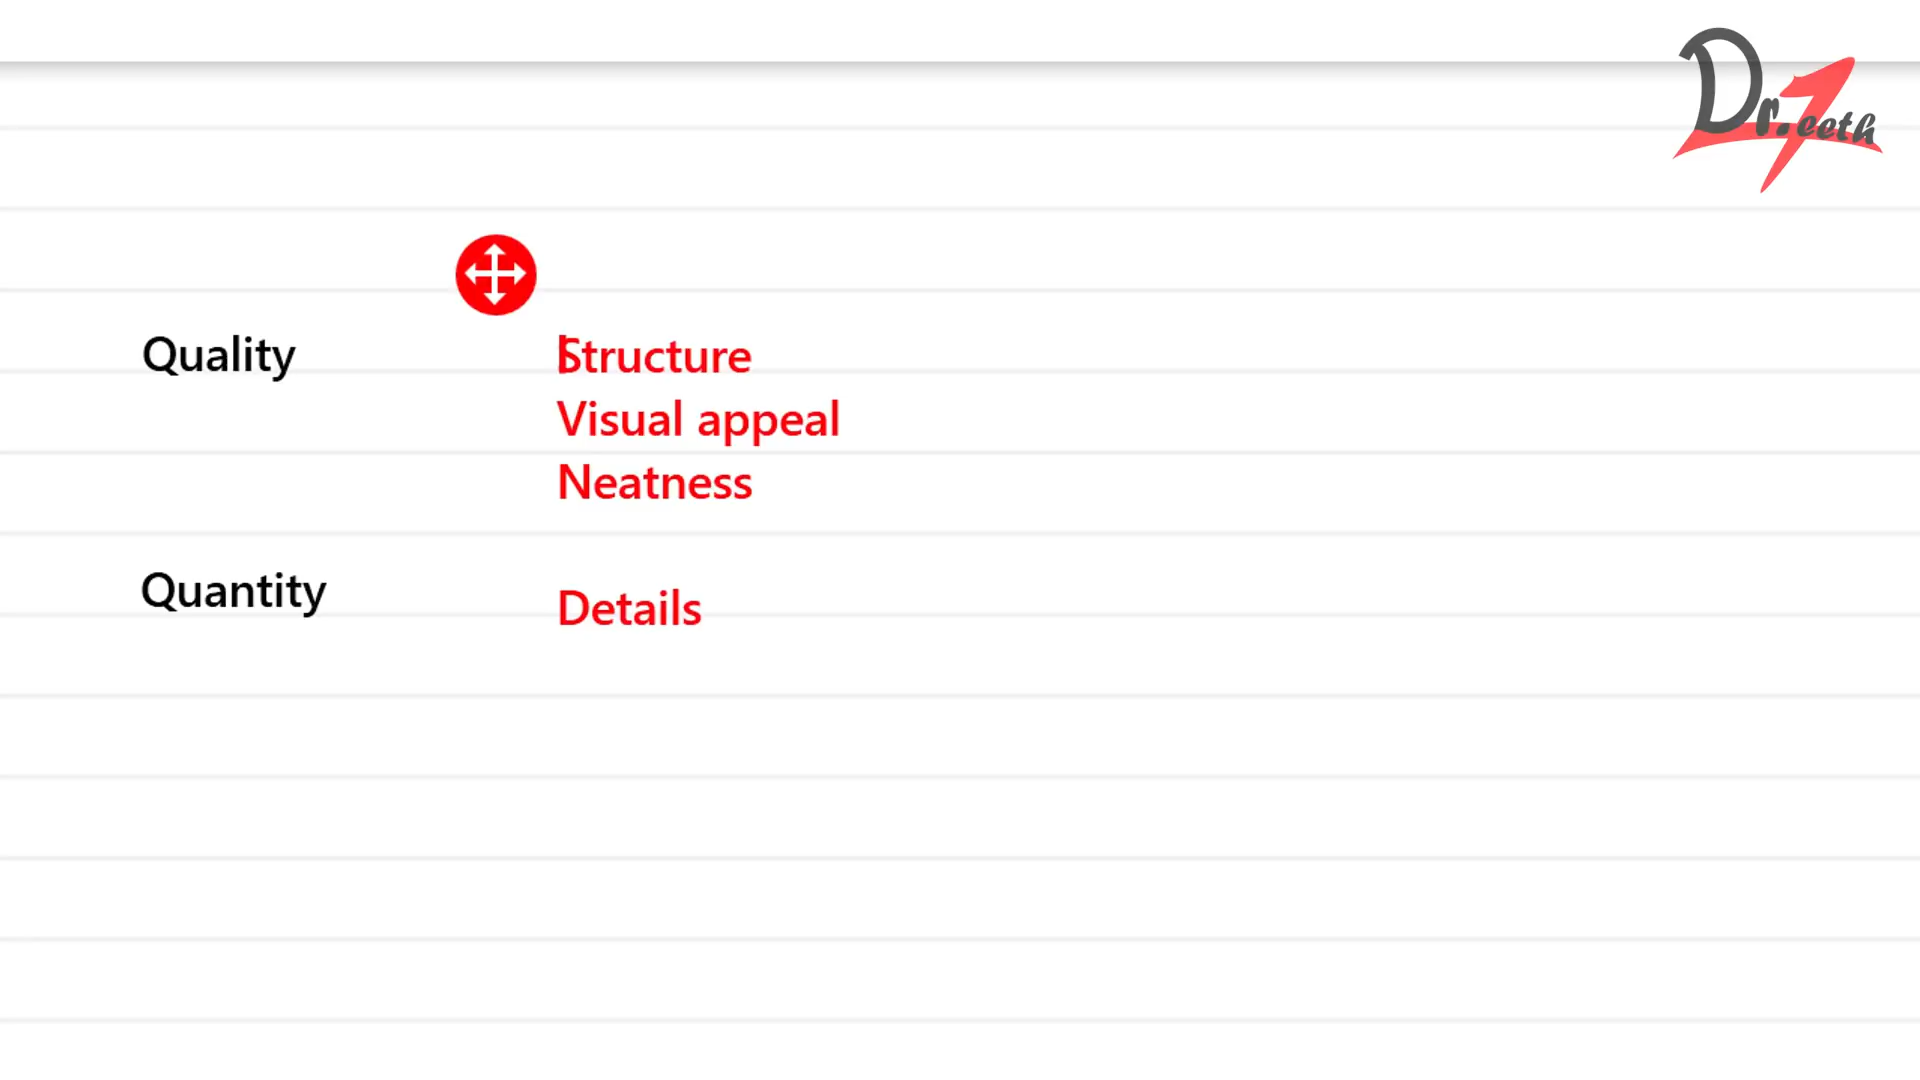 Dr. Teeth
Quality
Structure
Visual appeal
Neatness
Quantity
Details